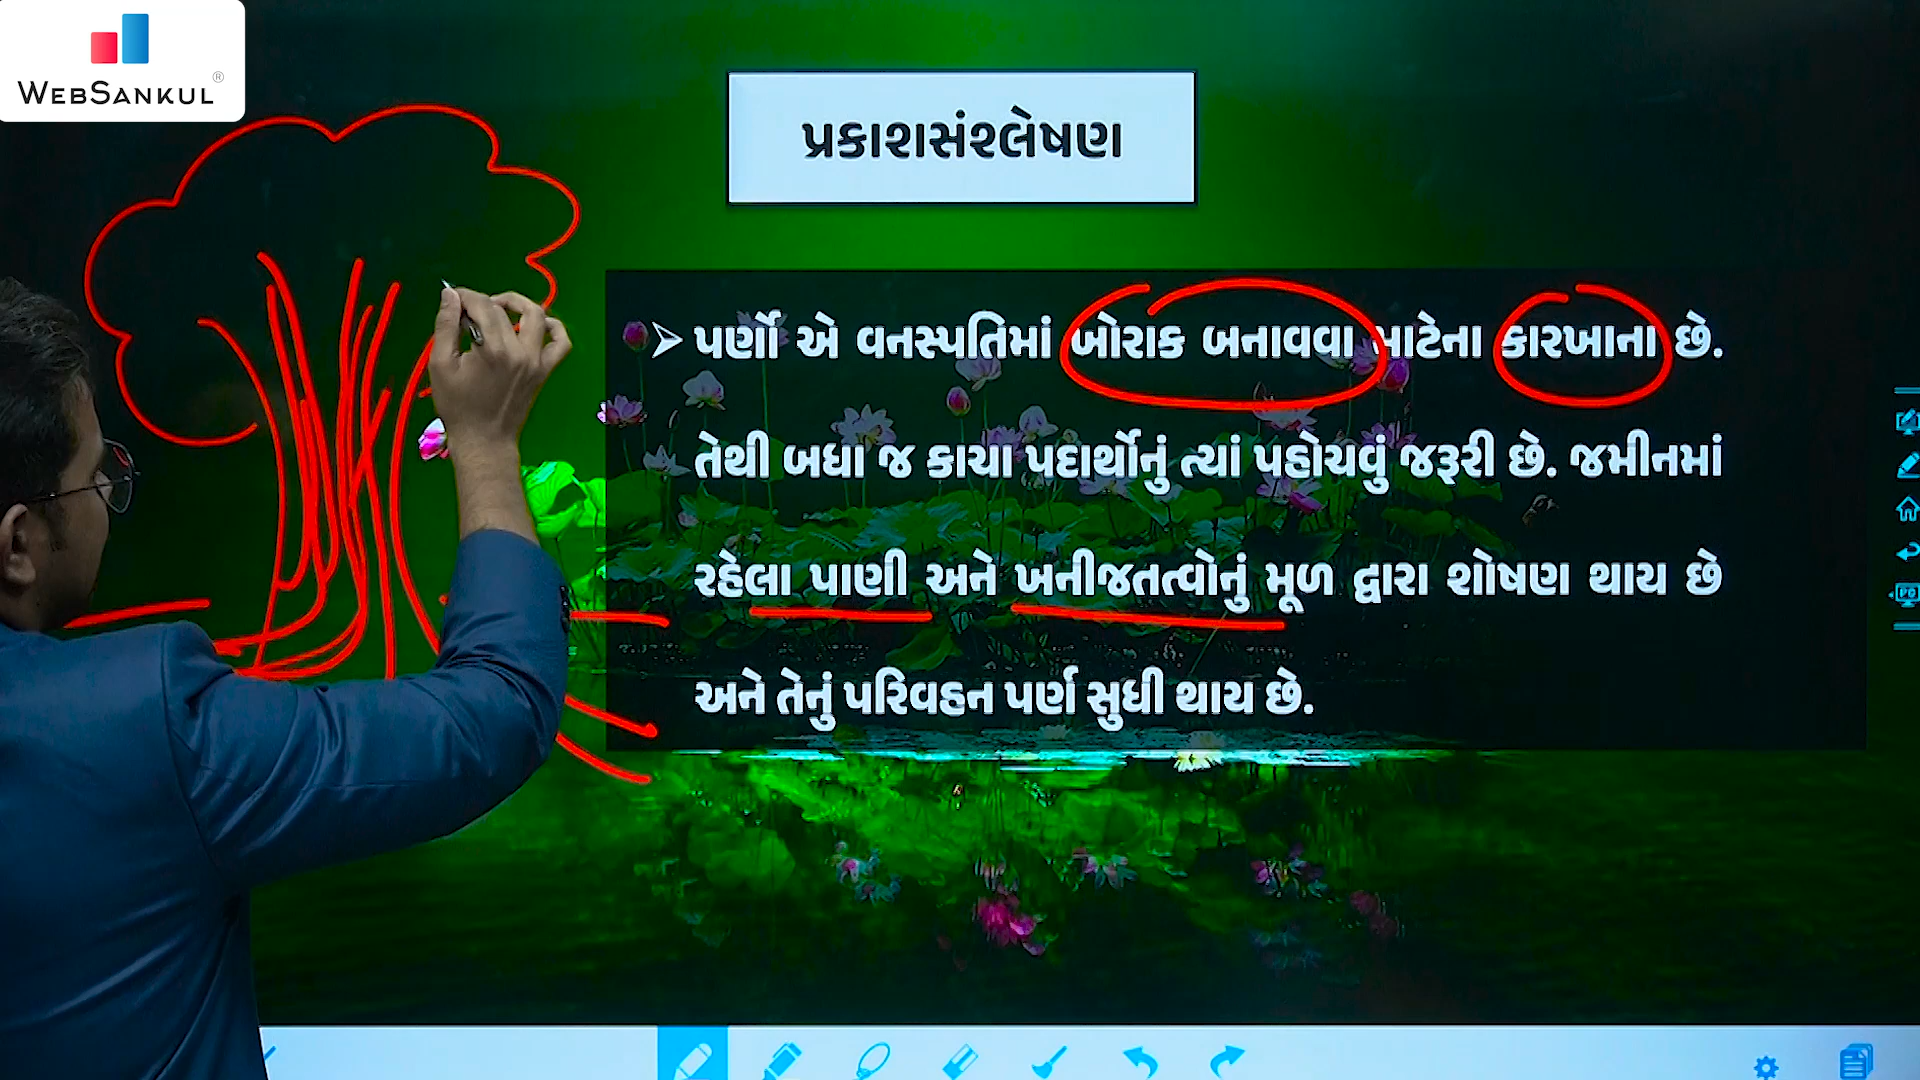 WEBSANKUL®
પ્રકાશસંશ્લેષણ
➢ પર્ણો એ વનસ્પતિમાં ખોરાક બનાવવા માટેના કારખાના છે.
તેથી બધા જ કાચા પદાર્થોનું ત્યાં પહોચવું જરૂરી છે. જમીનમાં
રહેલા પાણી અને ખનીજતત્વોનું મૂળ દ્વારા શોષણ થાય છે
અને તેનું પરિવહન પર્ણ સુધી થાય છે.